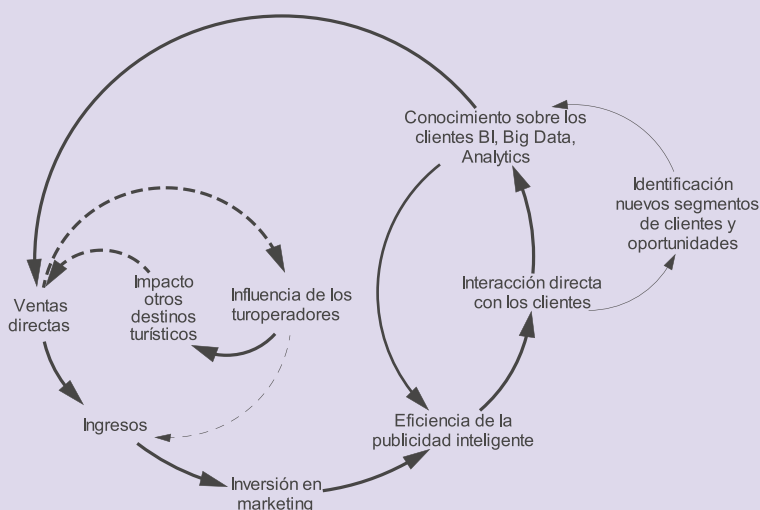 Conocimiento sobre los
clientes BI, Big Data,
Analytics
Identificación
nuevos segmentos
de clientes y
oportunidades
Interacción directa
con los clientes
Impacto
otros
destinos
turísticos
Influencia de los
turoperadores
Ventas
directas
Ingresos
Eficiencia de la
publicidad inteligente
Inversión en
marketing